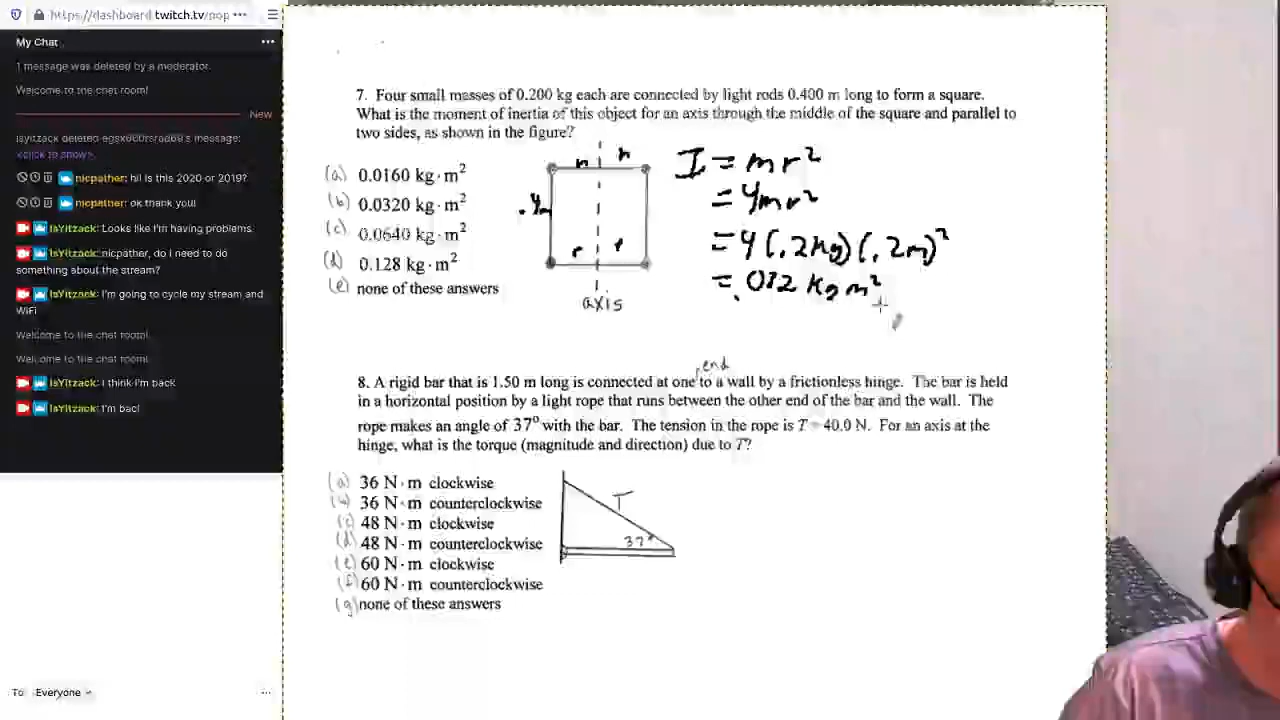 https://dashboard.twitch.tv/pop ...
My Chat
1 message was deleted by a moderator.
Welcome to the chat room!
New
isyitzack deleted message:
<click to show>
nicpather: hi! Is this 2020 or 2019?
nicpather: ok thank you!
IsYitzack: Looks like I'm having problems.
IsYitzack: nicpather, do I need to do
something about the stream?
IsYitzack: I'm going to cycle my stream and
WiFi
Welcome to the chat room!
Welcome to the chat room!
IsYitzack: I think I'm back
IsYitzack: I'm bac!
To Everyone
7. Four small masses of 0.200 kg each are connected by light rods 0.400 m long to form a square.
What is the moment of inertia of this object for an axis through the middle of the square and parallel to
two sides, as shown in the figure?
(a) 0.0160 kg·m²
(b) 0.0320 kg·m²
(c) 0.0640 kg·m²
(d) 0.128 kg·m²
(e) none of these answers
r r
.4m
r r
axis
I = mr²
= 4mr²
= 4(.2kg)(.2m)²
= .032 kg m²
8. A rigid bar that is 1.50 m long is connected at one end to a wall by a frictionless hinge. The bar is held
in a horizontal position by a light rope that runs between the other end of the bar and the wall. The
rope makes an angle of 37° with the bar. The tension in the rope is T = 40.0 N. For an axis at the
hinge, what is the torque (magnitude and direction) due to T?
(a) 36 N·m clockwise
(b) 36 N·m counterclockwise
(c) 48 N·m clockwise
(d) 48 N·m counterclockwise
(e) 60 N·m clockwise
(f) 60 N·m counterclockwise
(g) none of these answers
T
37°